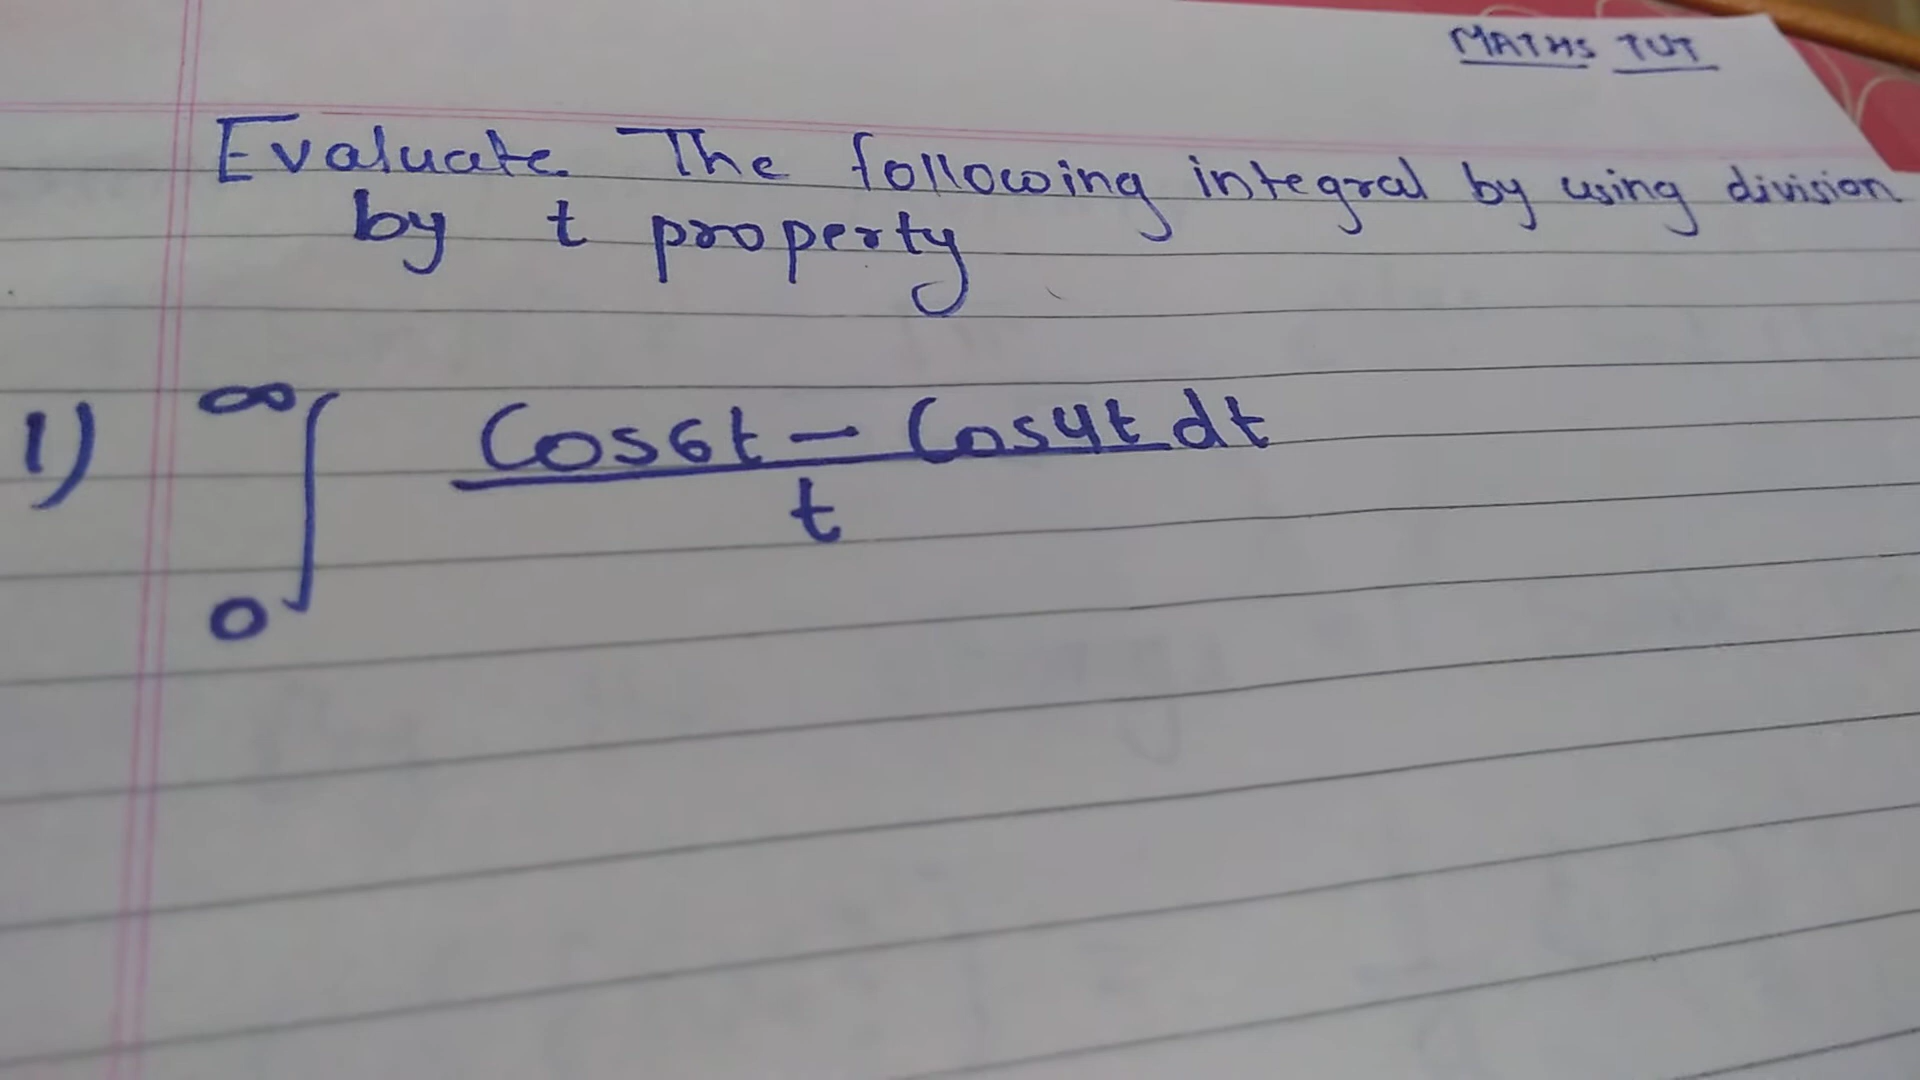 MATHS TUT
Evaluate The following integral by using division
by t property
1) ∞∫0 Cos6t - Cos4t dt
t